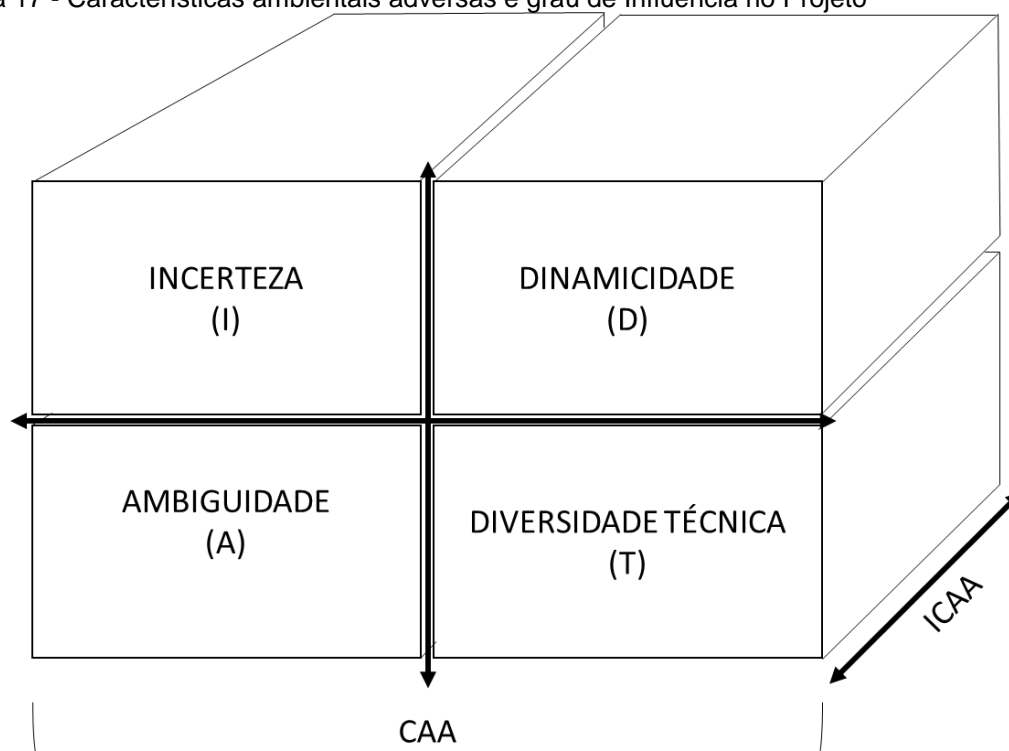 17 - Características ambientais adversas e grau de Influência no Projeto
INCERTEZA
(I)
DINAMICIDADE
(D)
AMBIGUIDADE
(A)
DIVERSIDADE TÉCNICA
(T)
ICAA
CAA